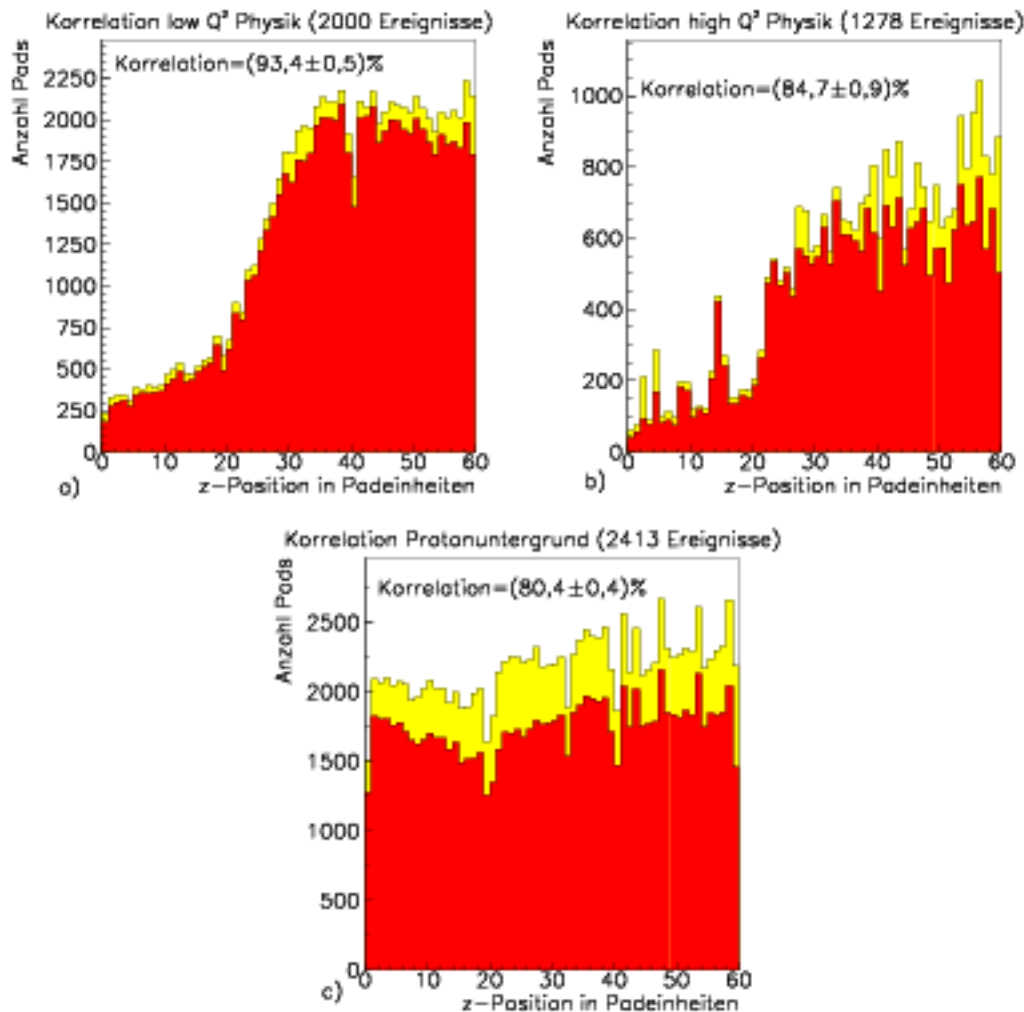 Korrelation low Q² Physik (2000 Ereignisse)
Anzahl Pads
Korrelation=(93,4±0,5)%
2250
2000
1750
1500
1250
1000
750
500
250
0
0 10 20 30 40 50 60
a) z-Position in Padeinheiten
Korrelation high Q² Physik (1278 Ereignisse)
Anzahl Pads
Korrelation=(84,7±0,9)%
1000
800
600
400
200
0
0 10 20 30 40 50 60
b) z-Position in Padeinheiten
Korrelation Protonuntergrund (2413 Ereignisse)
Anzahl Pads
Korrelation=(80,4±0,4)%
2500
2000
1500
1000
500
0
0 10 20 30 40 50 60
c) z-Position in Padeinheiten